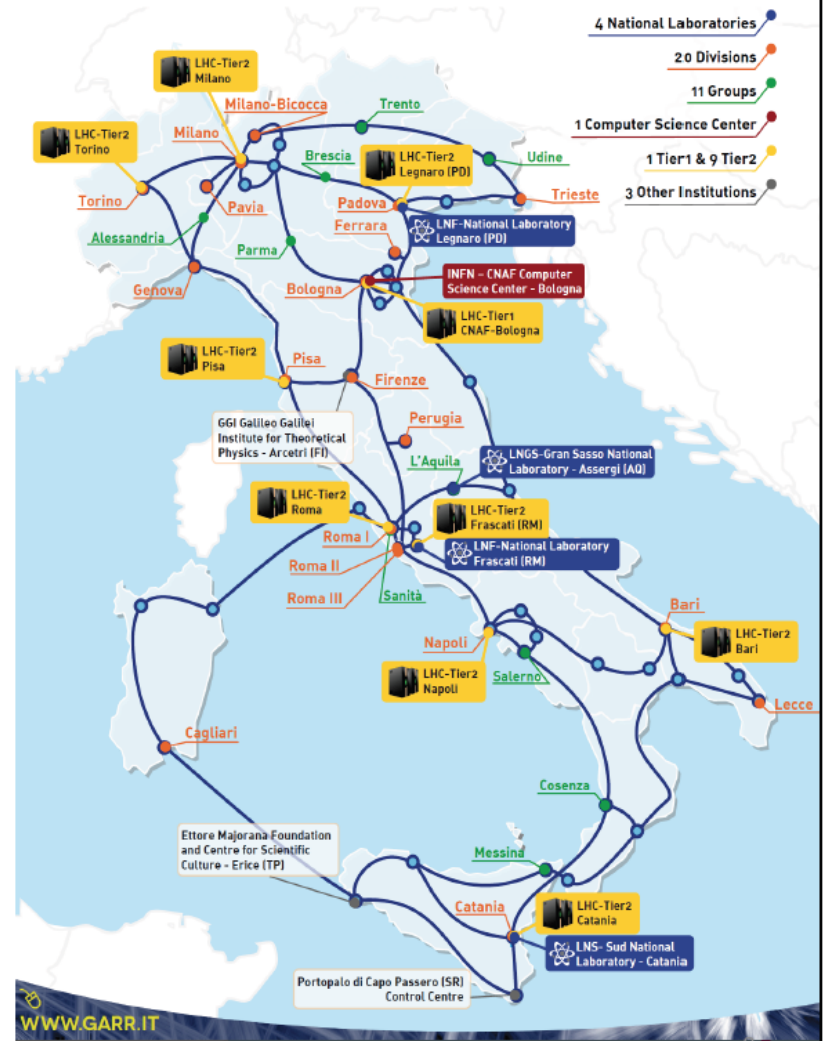 4 National Laboratories
20 Divisions
11 Groups
1 Computer Science Center
1 Tier1 & 9 Tier2
3 Other Institutions
LHC-Tier2
Milano
Milano-Bicocca
Trento
LHC-Tier2
Torino
Milano
Brescia
LHC-Tier2
Legnaro (PD)
Udine
Torino
Pavia
Padova
Trieste
LNF-National Laboratory
Legnaro (PD)
Alessandria
Parma
Ferrara
Genova
Bologna
INFN - CNAF Computer
Science Center - Bologna
LHC-Tier1
CNAF-Bologna
LHC-Tier2
Pisa
Pisa
Firenze
GGI Galileo Galilei
Institute for Theoretical
Physics - Arcetri (FI)
Perugia
L'Aquila
LNGS-Gran Sasso National
Laboratory - Assergi (AQ)
LHC-Tier2
Roma
LHC-Tier2
Frascati (RM)
Roma I
LNF-National Laboratory
Frascati (RM)
Roma II
Roma III
Sanità
Bari
Napoli
LHC-Tier2
Bari
LHC-Tier2
Napoli
Salerno
Lecce
Cagliari
Cosenza
Ettore Majorana Foundation
and Centre for Scientific
Culture - Erice (TP)
Messina
Catania
LHC-Tier2
Catania
LNS- Sud National
Laboratory - Catania
Portopalo di Capo Passero (SR)
Control Centre
WWW.GARR.IT